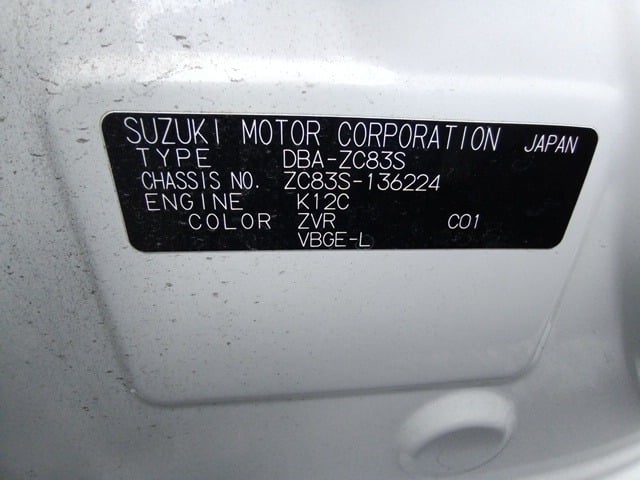 SUZUKI MOTOR CORPORATION JAPAN
TYPE DBA-ZC83S
CHASSIS NO. ZC83S-136224
ENGINE K12C
COLOR ZVR C01
VBGE-L